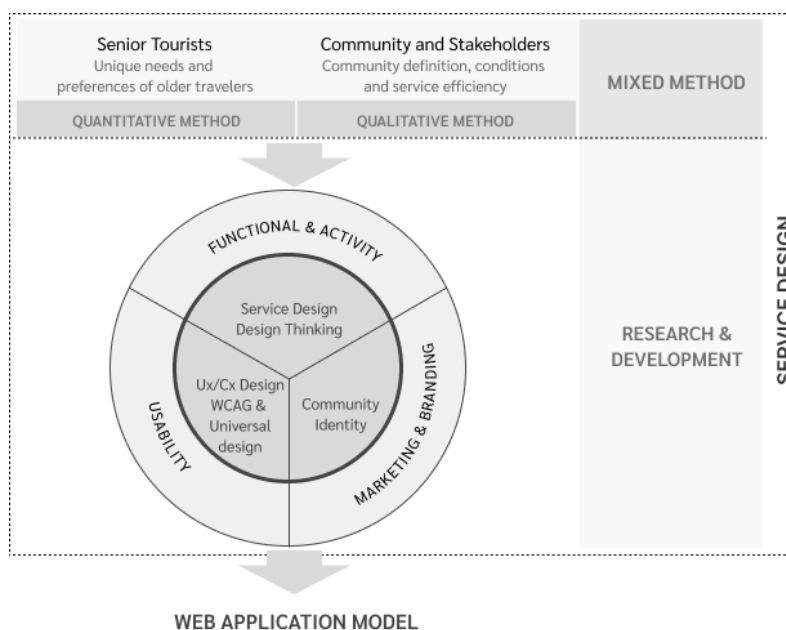 Senior Tourists
Unique needs and
preferences of older travelers
QUANTITATIVE METHOD
Community and Stakeholders
Community definition, conditions
and service efficiency
QUALITATIVE METHOD
MIXED METHOD
FUNCTIONAL & ACTIVITY
Service Design
Design Thinking
Ux/Cx Design
WCAG &
Universal
design
Community
Identity
USABILITY
MARKETING & BRANDING
RESEARCH &
DEVELOPMENT
SERVICE DESIGN
WEB APPLICATION MODEL